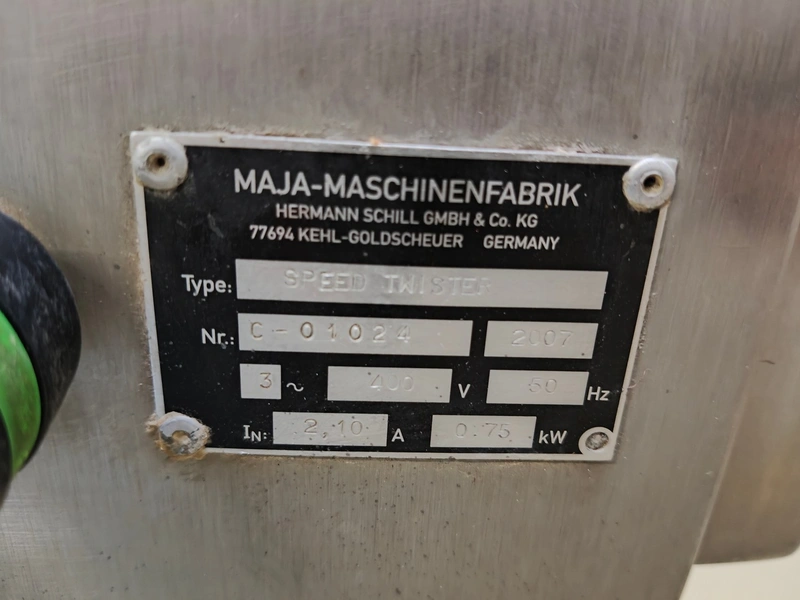 MAJA-MASCHINENFABRIK
HERMANN SCHILL GMBH & Co. KG
77694 KEHL-GOLDSCHEUER GERMANY
Type: SPEED TWISTER
Nr.: C-01024 2007
3 ~ 400 V 50 Hz
IN: 2,10 A 0.75 kW